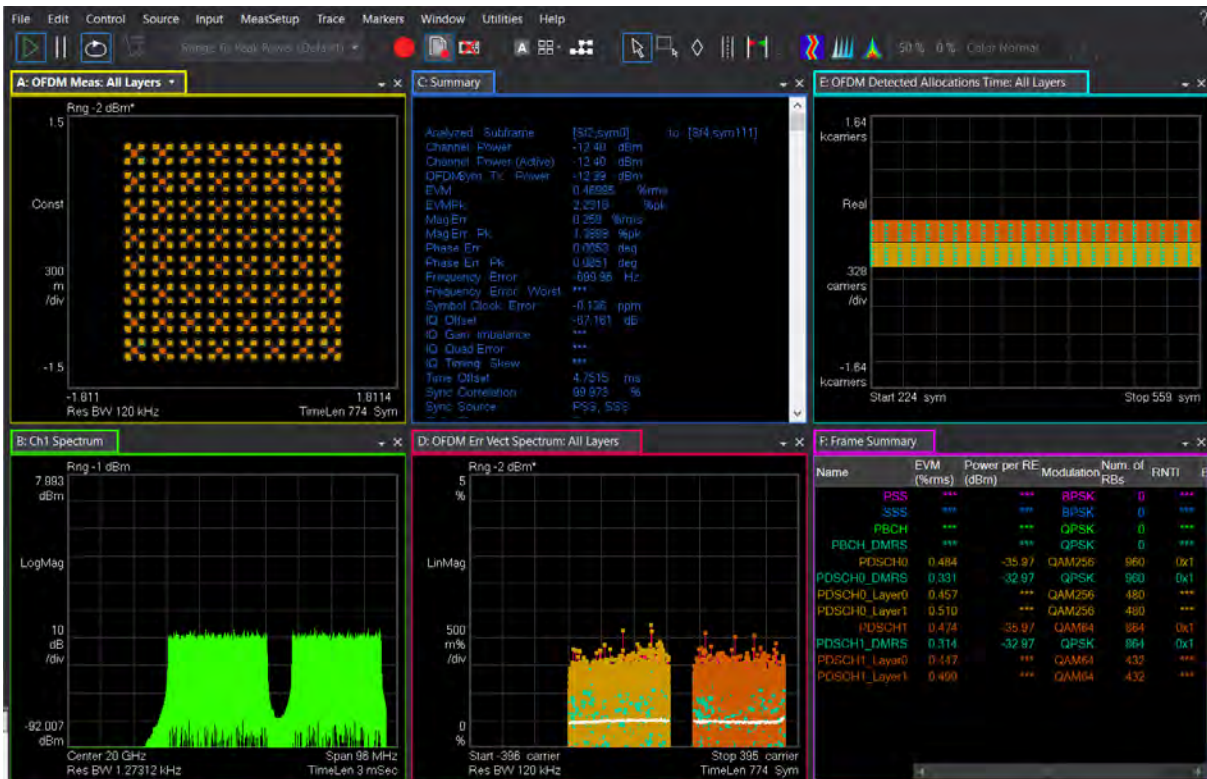 File Edit Control Source Input MeasSetup Trace Markers Window Utilities Help
?
Range to Peak Power (Default)
A
50 % 0 % Color Normal
A: OFDM Meas: All Layers
Rng -2 dBm*
1.5
Const
300
m
/div
-1.5
-1.811 1.8114
Res BW 120 kHz TimeLen 774 Sym
C: Summary
Analyzed Subframe [Sf2,sym0] to [Sf4,sym111]
Channel Power -12.40 dBm
Channel Power (Active) -12.40 dBm
OFDMSym Tx. Power -12.39 dBm
EVM %rms
EVMPk %pk
MagErr 0.259 %rms
MagErr Pk %pk
Phase Err 0.0053 deg
Phase Err Pk 0.0051 deg
Frequency Error -699.96 Hz
Frequency Error Worst ***
Symbol Clock Error -0.136 ppm
IQ Offset -67.161 dB
IQ Gain Imbalance ***
IQ Quad Error ***
IQ Timing Skew ***
Time Offset 4.7515 ms
Sync Correlation 99.973 %
Sync Source PSS, SSS
E: OFDM Detected Allocations Time: All Layers
1.64
kcarriers
Real
328
carriers
/div
-1.64
kcarriers
Start 224 sym Stop 559 sym
B: Ch1 Spectrum
Rng -1 dBm
7.993
dBm
LogMag
10
dB
/div
-92.007
dBm
Center 20 GHz Span 98 MHz
Res BW 1.27312 kHz TimeLen 3 mSec
D: OFDM Err Vect Spectrum: All Layers
Rng -2 dBm*
5
%
LinMag
500
m%
/div
0
%
Start -396 carrier Stop 395 carrier
Res BW 120 kHz TimeLen 774 Sym
F: Frame Summary
Name EVM (%rms) Power per RE (dBm) Modulation Num. of RBs RNTI
PSS *** *** BPSK 0 ***
SSS *** *** BPSK 0 ***
PBCH *** *** QPSK 0 ***
PBCH_DMRS *** *** QPSK 0 ***
PDSCH0 0.484 -35.97 QAM256 960 0x1
PDSCH0_DMRS 0.331 -32.97 QPSK 960 0x1
PDSCH0_Layer0 0.457 *** QAM256 480 ***
PDSCH0_Layer1 0.510 *** QAM256 480 ***
PDSCH1 0.474 -35.97 QAM64 864 0x1
PDSCH1_DMRS 0.314 -32.97 QPSK 864 0x1
PDSCH1_Layer0 0.447 *** QAM64 432 ***
PDSCH1_Layer1 0.499 *** QAM64 432 ***